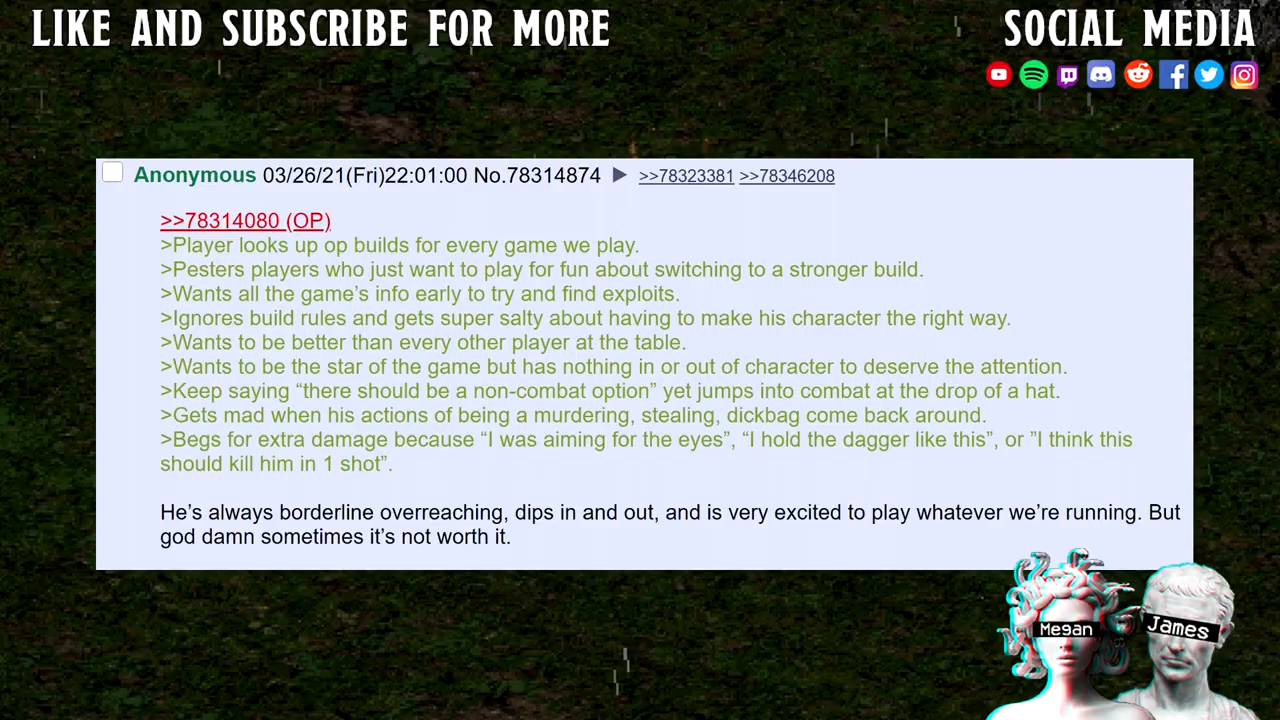 LIKE AND SUBSCRIBE FOR MORE
SOCIAL MEDIA
Anonymous 03/26/21(Fri)22:01:00 No.78314874 ▶ >>78323381 >>78346208
>>78314080 (OP)
>Player looks up op builds for every game we play.
>Pesters players who just want to play for fun about switching to a stronger build.
>Wants all the game’s info early to try and find exploits.
>Ignores build rules and gets super salty about having to make his character the right way.
>Wants to be better than every other player at the table.
>Wants to be the star of the game but has nothing in or out of character to deserve the attention.
>Keep saying “there should be a non-combat option” yet jumps into combat at the drop of a hat.
>Gets mad when his actions of being a murdering, stealing, dickbag come back around.
>Begs for extra damage because “I was aiming for the eyes”, “I hold the dagger like this”, or ”I think this
should kill him in 1 shot”.
He’s always borderline overreaching, dips in and out, and is very excited to play whatever we’re running. But
god damn sometimes it’s not worth it.
Megan
James